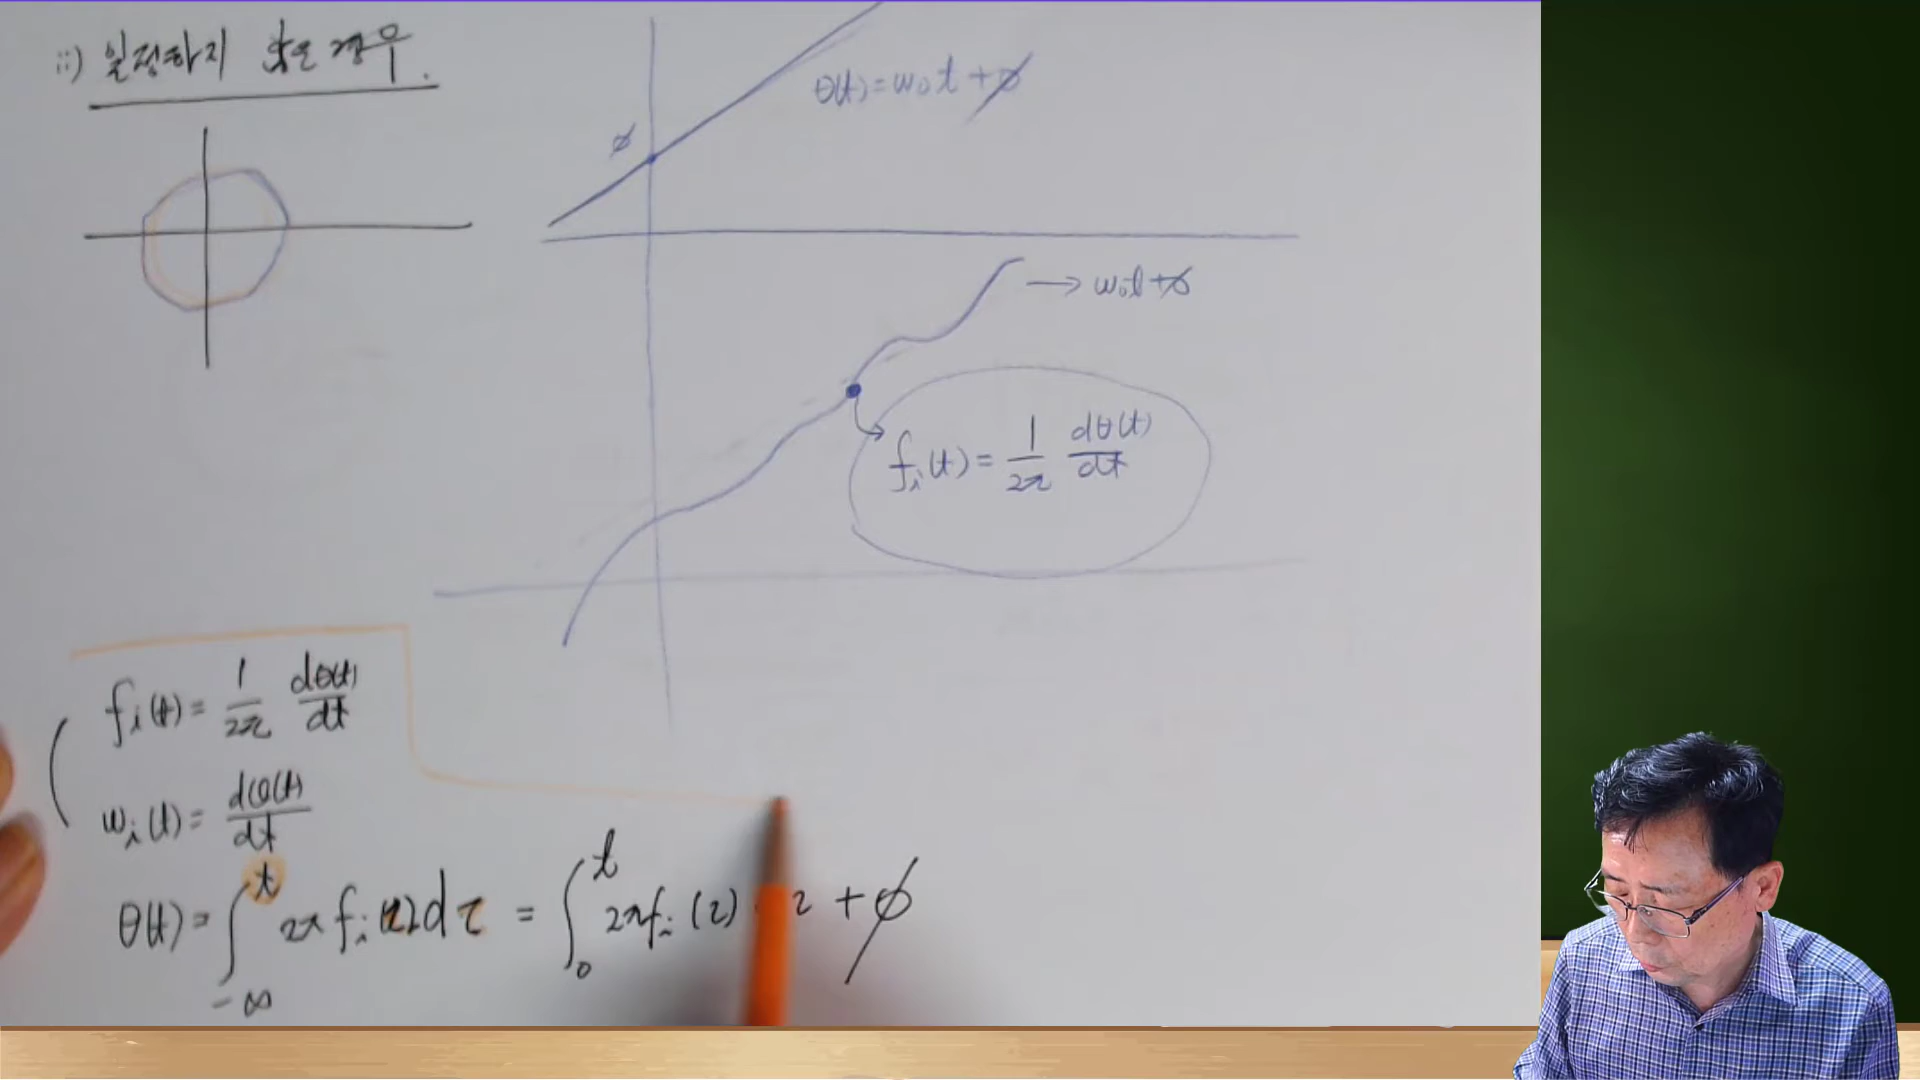 ii) 일정하지 않은 경우.
θ(t) = ω₀t + ϕ
ϕ
→ ω₀t + ϕ
fᵢ(t) = 1/2π dθ(t)/dt
fᵢ(t) = 1/2π dθ(t)/dt
ωᵢ(t) = dθ(t)/dt
θ(t) = ∫_{-∞}^{t} 2π fᵢ(τ) dτ = ∫_{0}^{t} 2πfᵢ(τ) τ + ϕ